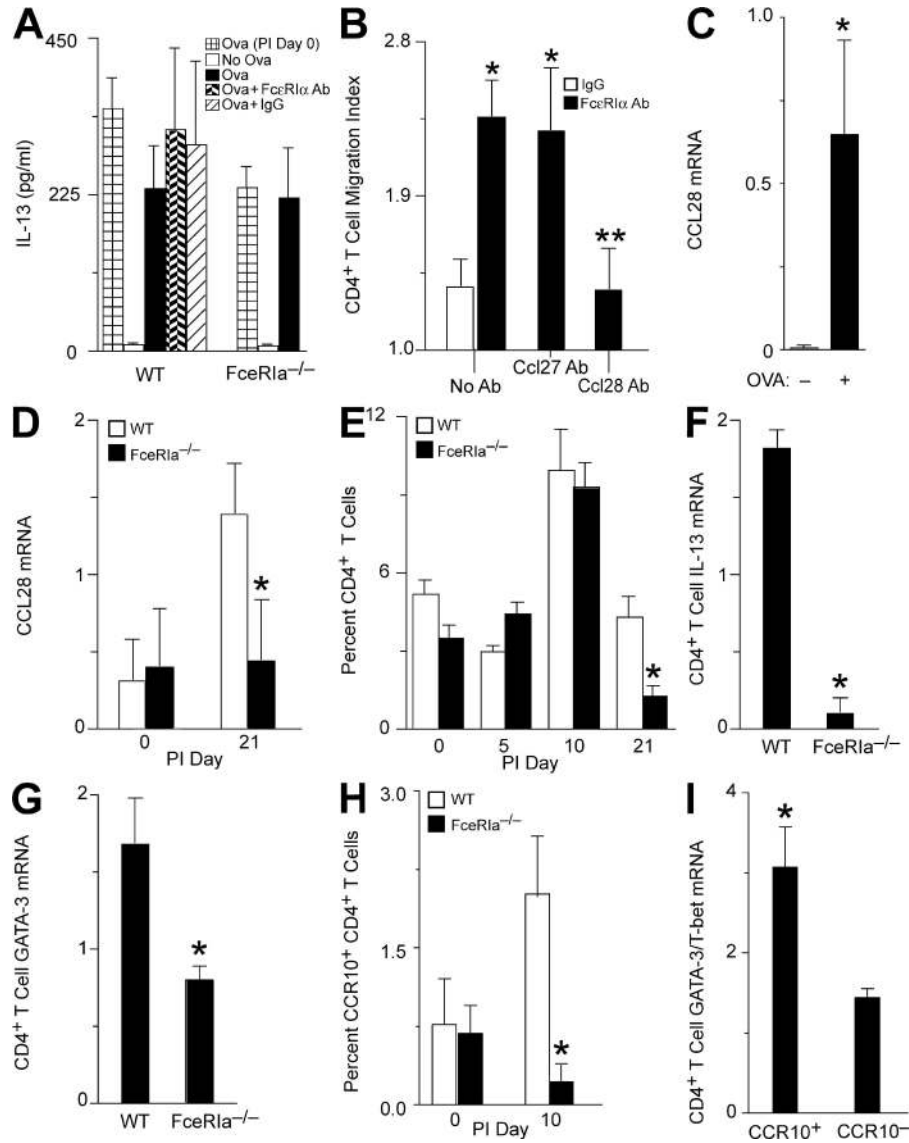 A
450
225
0
IL-13 (pg/ml)
Ova (PI Day 0)
No Ova
Ova
Ova+FcεRIα Ab
Ova+IgG
WT
FceRIa–/–
B
2.8
1.9
1.0
CD4+ T Cell Migration Index
IgG
FcεRIα Ab
*
*
**
No Ab
Ccl27 Ab
Ccl28 Ab
C
1
0.5
0
CCL28 mRNA
*
OVA: – +
D
2
1
0
CCL28 mRNA
WT
FceRIa–/–
*
0 21
PI Day
E
12
6
0
Percent CD4+ T Cells
WT
FceRIa–/–
*
0 5 10 21
PI Day
F
2
1
0
CD4+ T Cell IL-13 mRNA
*
WT FceRIa–/–
G
2
1
0
CD4+ T Cell GATA-3 mRNA
*
WT FceRIa–/–
H
3.0
1.5
0.0
Percent CCR10+ CD4+ T Cells
WT
FceRIa–/–
*
0 10
PI Day
I
4
2
0
CD4+ T Cell GATA-3/T-bet mRNA
*
CCR10+ CCR10–